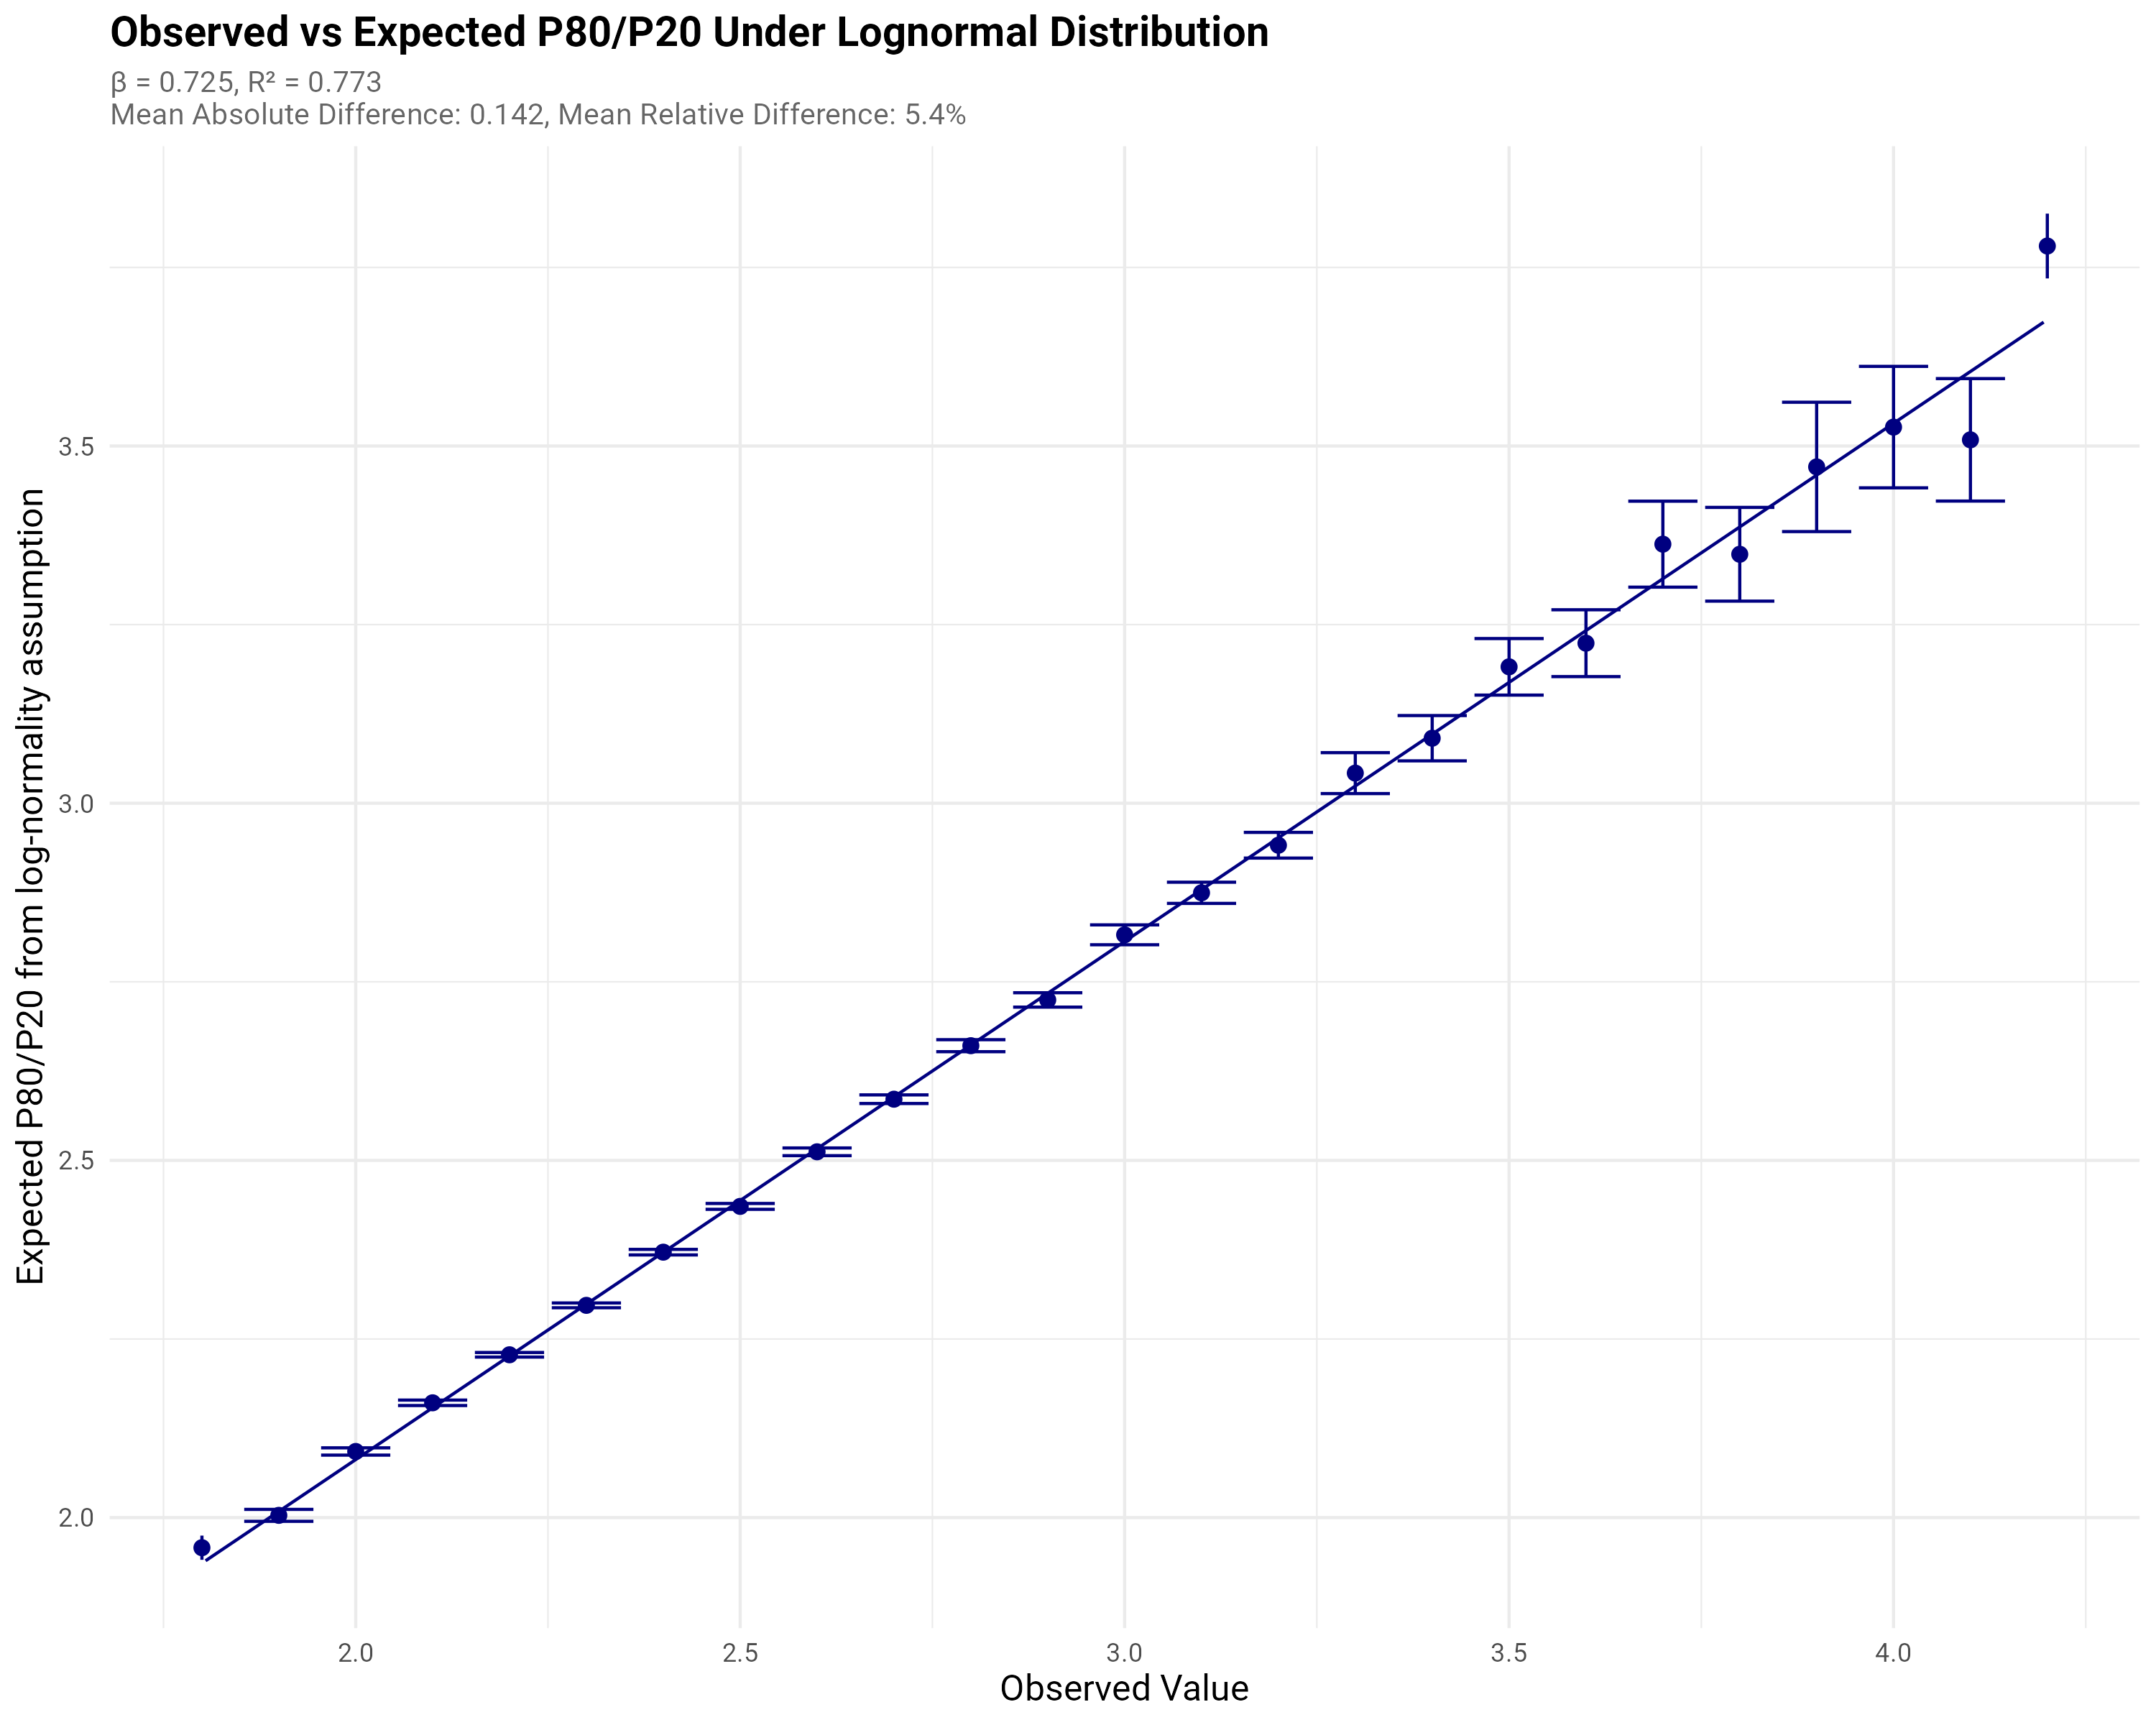 Observed vs Expected P80/P20 Under Lognormal Distribution
β = 0.725, R² = 0.773
Mean Absolute Difference: 0.142, Mean Relative Difference: 5.4%
Expected P80/P20 from log-normality assumption
3.5
3.0
2.5
2.0
2.0 2.5 3.0 3.5 4.0
Observed Value